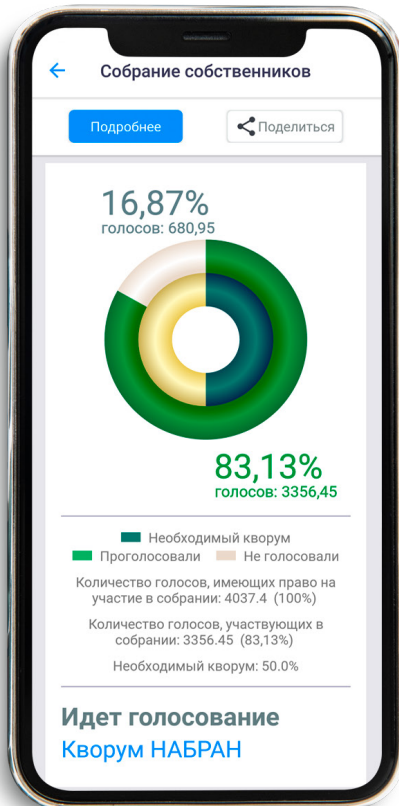 Собрание собственников
Подробнее
Поделиться
16,87%
голосов: 680,95
83,13%
голосов: 3356,45
Необходимый кворум
Проголосовали
Не голосовали
Количество голосов, имеющих право на
участие в собрании: 4037.4 (100%)
Количество голосов, участвующих в
собрании: 3356.45 (83,13%)
Необходимый кворум: 50.0%
Идет голосование
Кворум НАБРАН